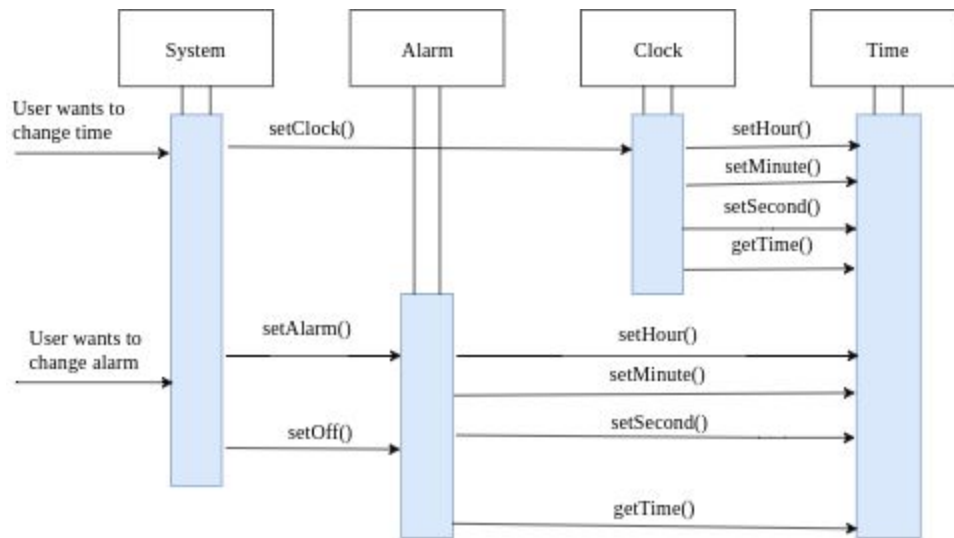 System
Alarm
Clock
Time
User wants to
change time
setClock()
setHour()
setMinute()
setSecond()
getTime()
User wants to
change alarm
setAlarm()
setHour()
setMinute()
setOff()
setSecond()
getTime()